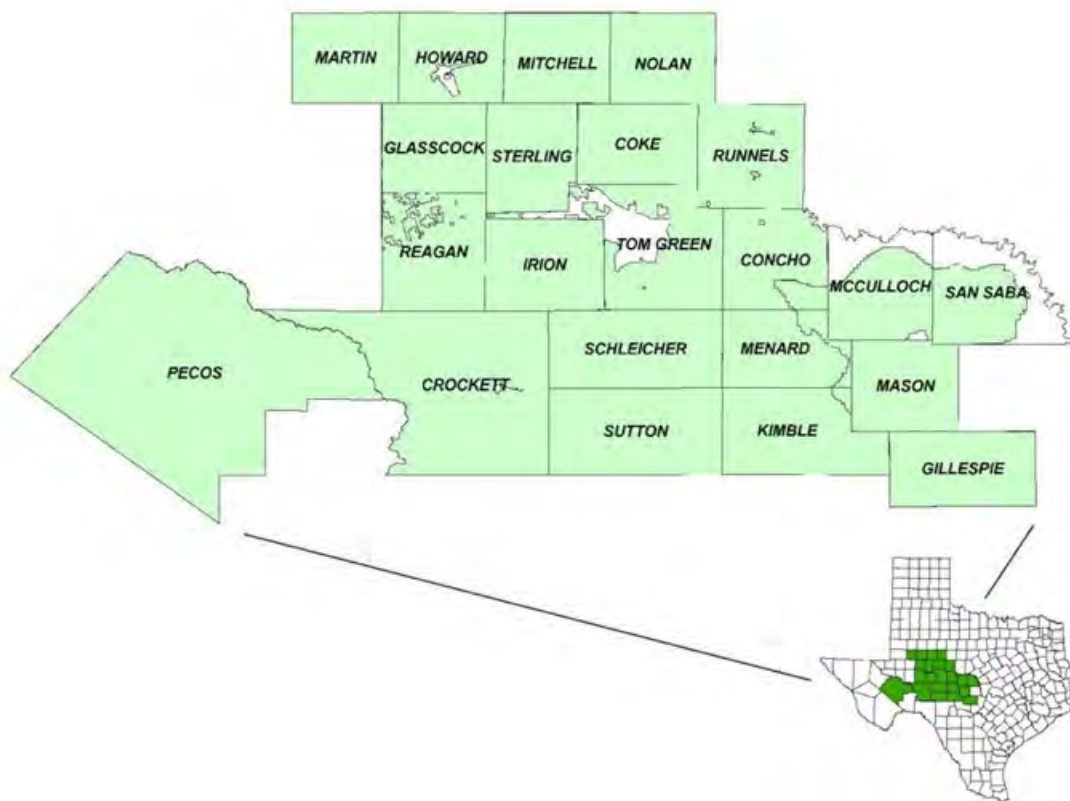 MARTIN
HOWARD
MITCHELL
NOLAN
GLASSCOCK
STERLING
COKE
RUNNELS
REAGAN
IRION
TOM GREEN
CONCHO
MCCULLOCH
SAN SABA
PECOS
CROCKETT
SCHLEICHER
MENARD
MASON
SUTTON
KIMBLE
GILLESPIE